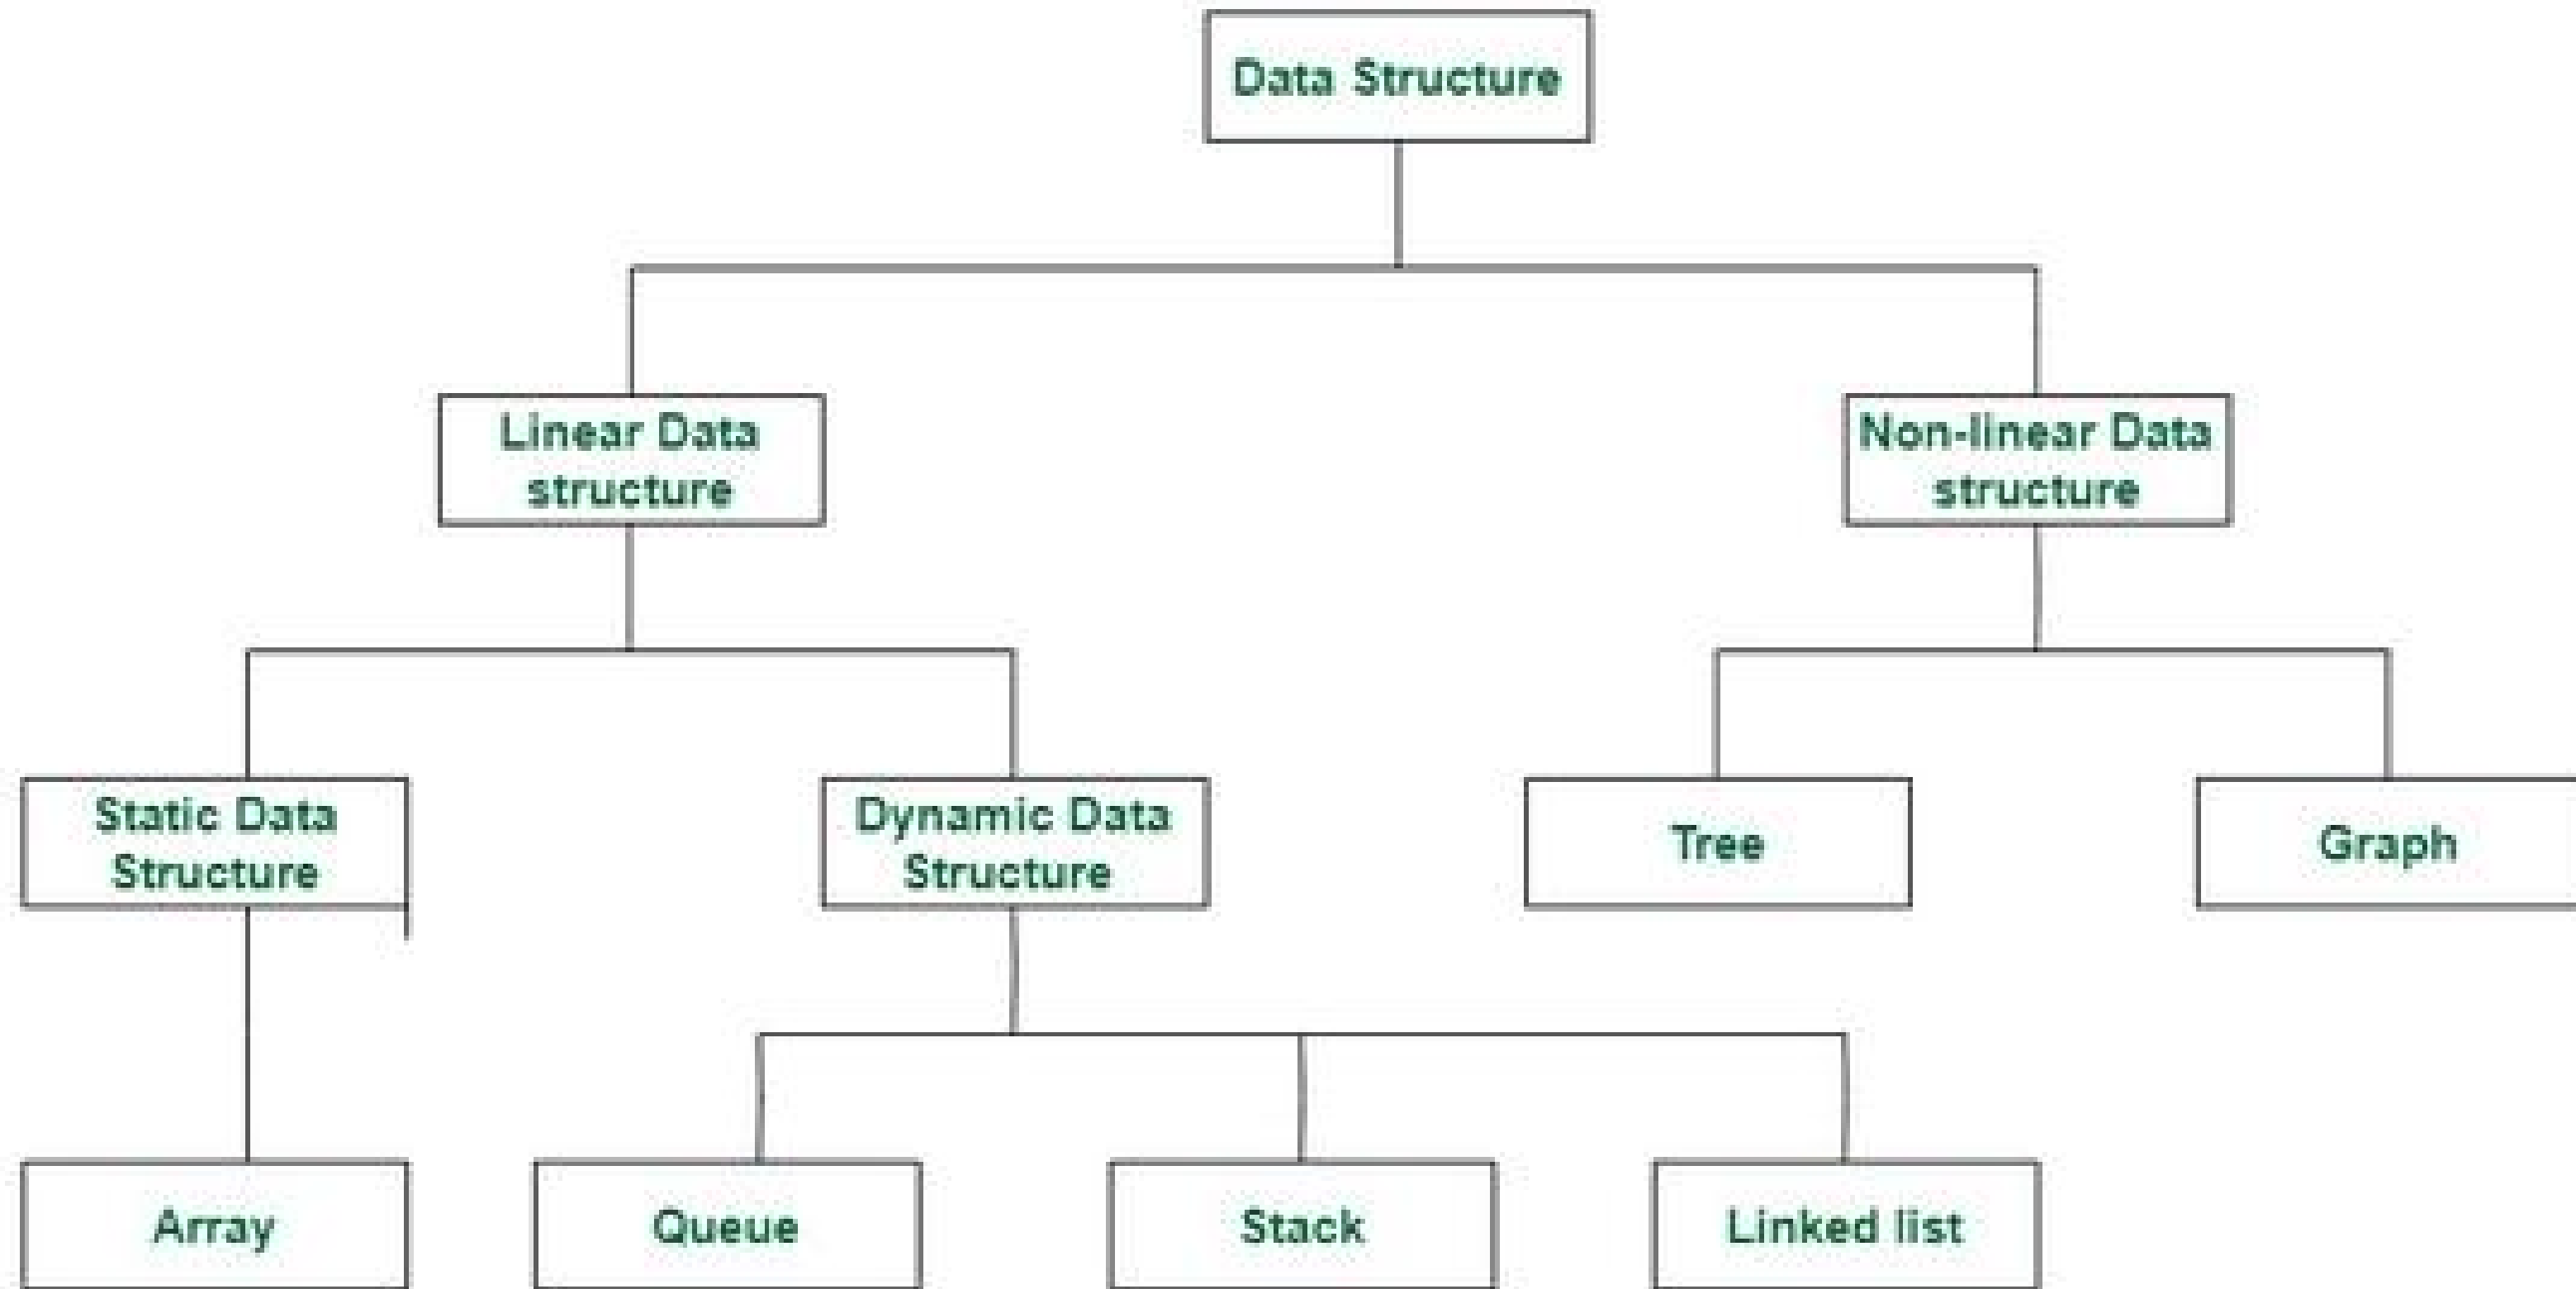 Data Structure
Linear Data
structure
Non-linear Data
structure
Static Data
Structure
Dynamic Data
Structure
Tree
Graph
Array
Queue
Stack
Linked list